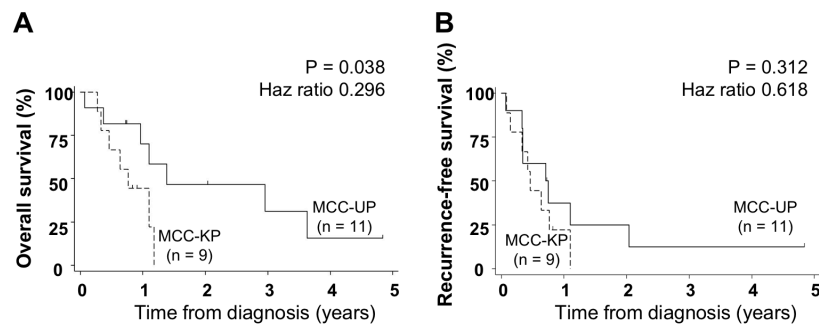 A
P = 0.038
Haz ratio 0.296
Overall survival (%)
100
75
50
25
0
MCC-UP
(n = 11)
MCC-KP
(n = 9)
0 1 2 3 4 5
Time from diagnosis (years)
B
P = 0.312
Haz ratio 0.618
Recurrence-free survival (%)
100
75
50
25
0
MCC-UP
(n = 11)
MCC-KP
(n = 9)
0 1 2 3 4 5
Time from diagnosis (years)